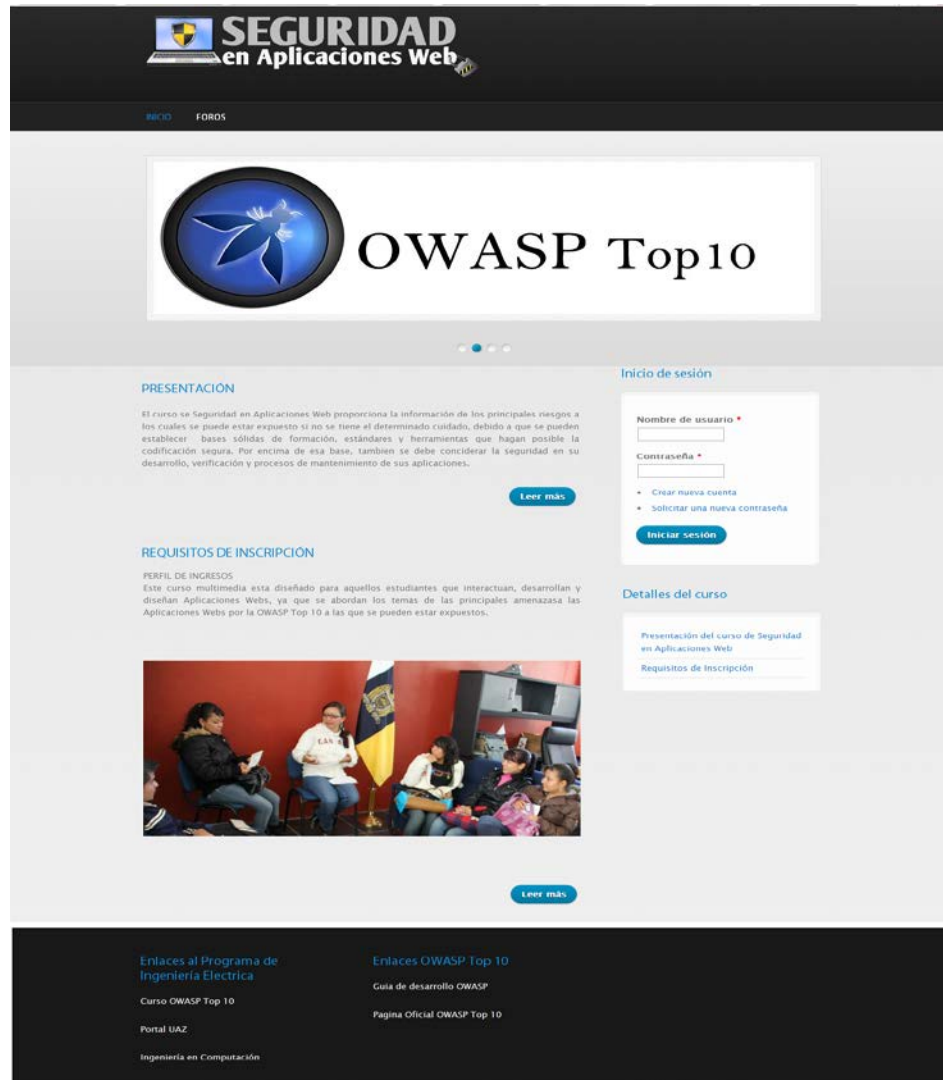 SEGURIDAD
en Aplicaciones Web
INICIO FOROS
OWASP Top10
PRESENTACIÓN
El curso se Seguridad en Aplicaciones Web proporciona la información de los principales riesgos a
los cuales se puede estar expuesto si no se tiene el determinado cuidado, debido a que se pueden
establecer bases sólidas de formación, estándares y herramientas que hagan posible la
codificación segura. Por encima de esa base, tambien se debe conciderar la seguridad en su
desarrollo, verificación y procesos de mantenimiento de sus aplicaciones.
Leer más
REQUISITOS DE INSCRIPCIÓN
PERFIL DE INGRESOS
Este curso multimedia esta diseñado para aquellos estudiantes que interactuan, desarrollan y
diseñan Aplicaciones Webs, ya que se abordan los temas de las principales amenazasa las
Aplicaciones Webs por la OWASP Top 10 a las que se pueden estar expuestos.
Leer más
Inicio de sesión
Nombre de usuario *
Contraseña *
Crear nueva cuenta
Solicitar una nueva contraseña
Iniciar sesión
Detalles del curso
Presentación del curso de Seguridad
en Aplicaciones Web
Requisitos de Inscripción
Enlaces al Programa de
Ingeniería Electrica
Curso OWASP Top 10
Portal UAZ
Ingeniería en Computación
Enlaces OWASP Top 10
Guia de desarrollo OWASP
Pagina Oficial OWASP Top 10